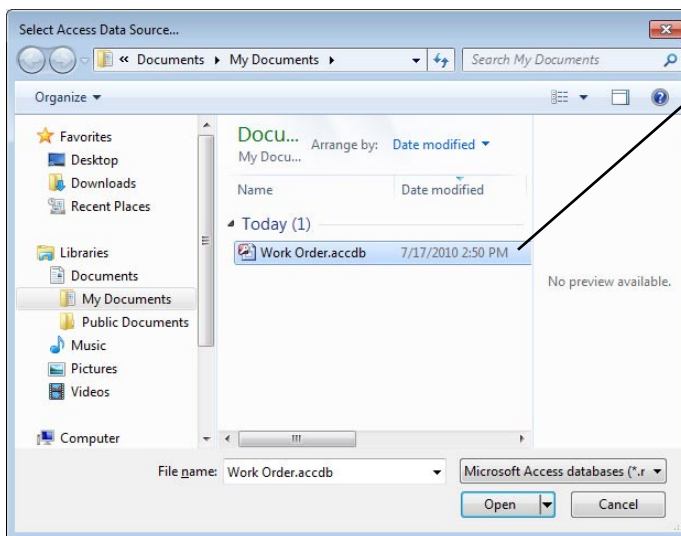 Select Access Data Source...
« Documents ▸ My Documents ▸
Search My Documents
Organize
Favorites
Desktop
Downloads
Recent Places
Libraries
Documents
My Documents
Public Documents
Music
Pictures
Videos
Computer
Docu...
My Docu...
Arrange by: Date modified
Name Date modified
Today (1)
Work Order.accdb 7/17/2010 2:50 PM
No preview available.
File name: Work Order.accdb
Microsoft Access databases (*.r
Open Cancel